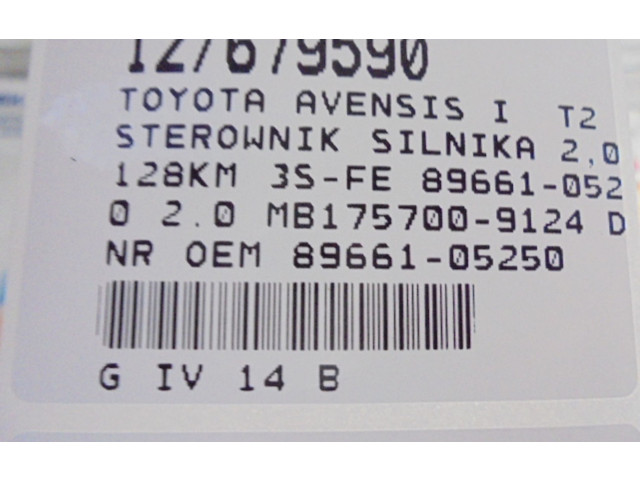 127679590
TOYOTA AVENSIS I T2
STEROWNIK SILNIKA 2,0
128KM 3S-FE 89661-052
0 2.0 MB175700-9124 D
NR OEM 89661-05250
G IV 14 B